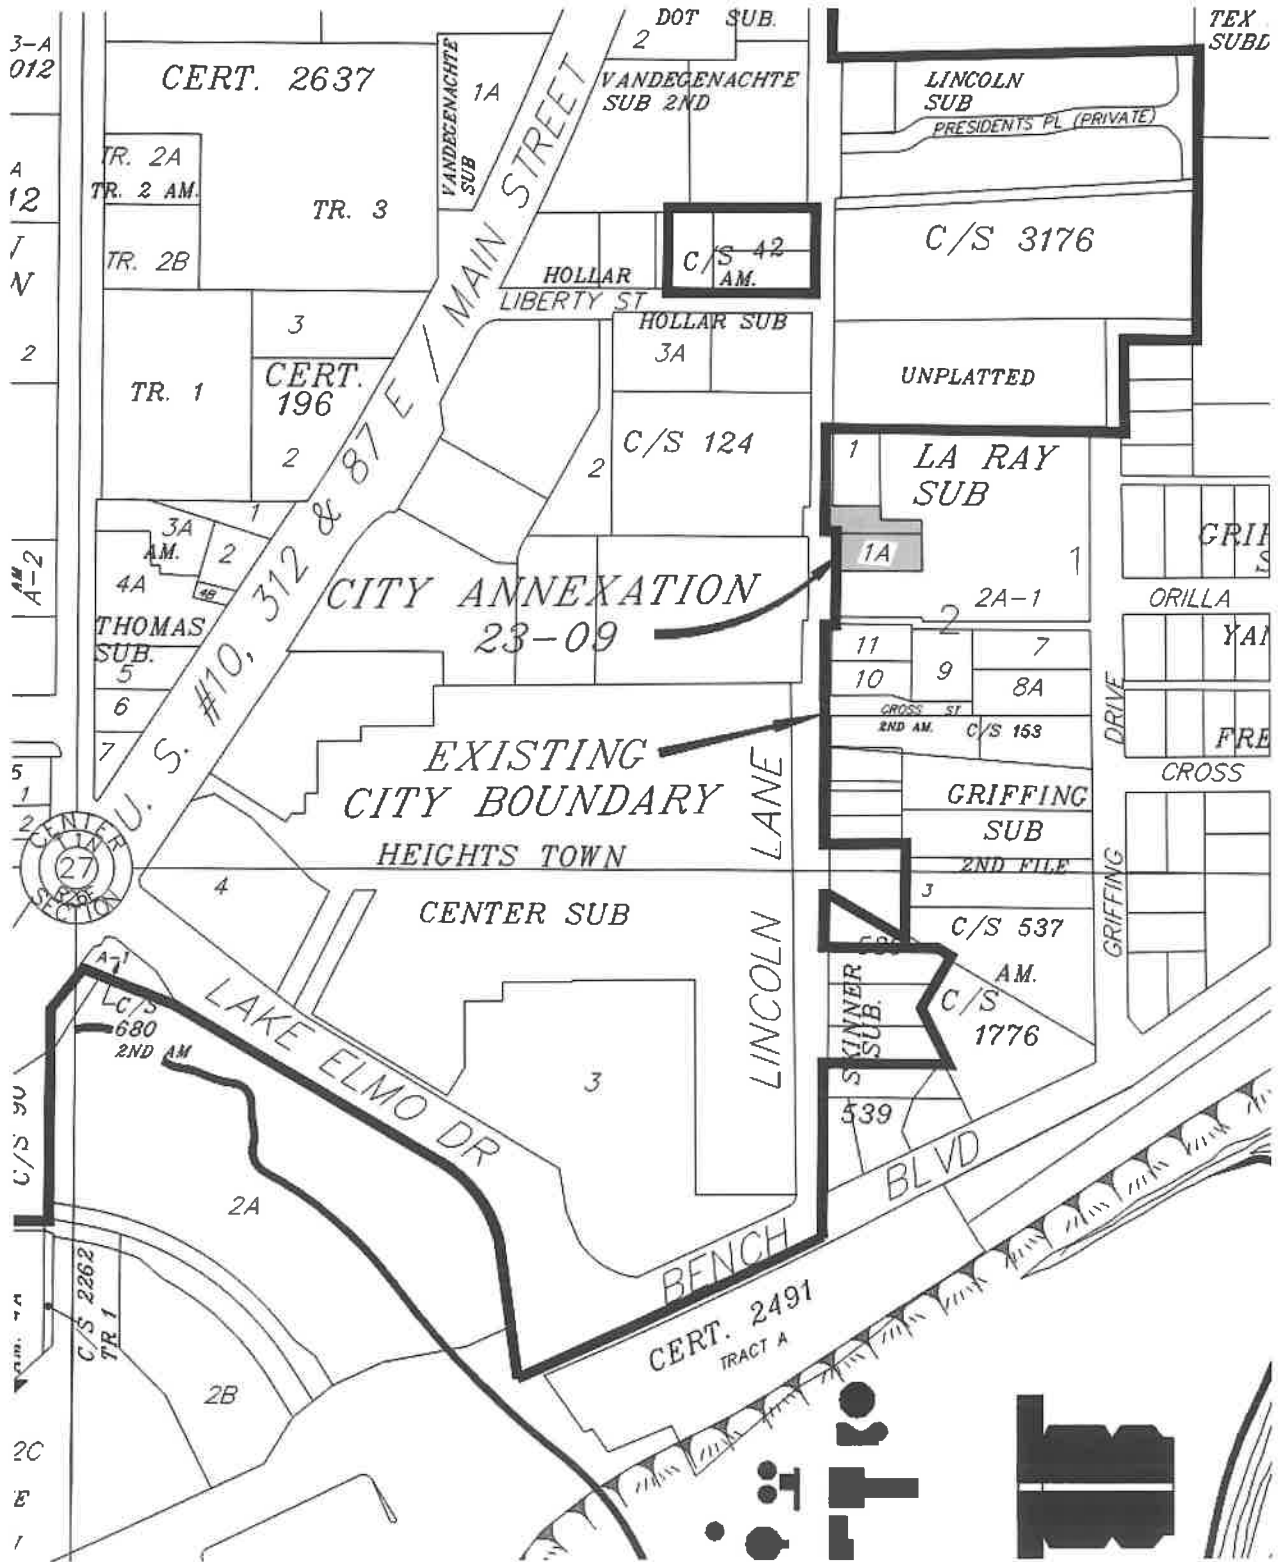 DOT SUB.
TEX
SUBD
3-A
012
2
CERT. 2637
VANDEGENACHTE
SUB
1A
VANDEGENACHTE
SUB 2ND
LINCOLN
SUB
PRESIDENTS PL (PRIVATE)
TR. 2A
TR. 2 AM.
A
12
TR. 3
TR. 2B
C/S 3176
C/S 42
AM.
HOLLAR
LIBERTY ST
HOLLAR SUB
N
3
2
3A
TR. 1
CERT.
196
UNPLATTED
2
2
C/S 124
1
LA RAY
SUB
U. S. #10, 312 & 87 E / MAIN STREET
1
3A
AM.
2
4A
4B
AM
A-2
1A
1
2A-1
GRIF
S
ORILLA
CITY ANNEXATION
23-09
THOMAS
SUB.
5
6
7
2
11
10
9
7
8A
YAN
CROSS ST
2ND AM.
C/S 153
DRIVE
FRE
CROSS
EXISTING
CITY BOUNDARY
LINCOLN LANE
5
1
2
CENTER
T1N
27
R26E
SECTION
GRIFFING
SUB
2ND FILE
HEIGHTS TOWN
CENTER SUB
4
3
C/S 537
AM.
GRIFFING
A-1
C/S
680
2ND AM
LAKE ELMO DR
SKINNER
SUB.
C/S
1776
3
539
C/S 90
2A
BENCH BLVD
C/S 2262
TR 1
CERT. 2491
TRACT A
2B
2C
E